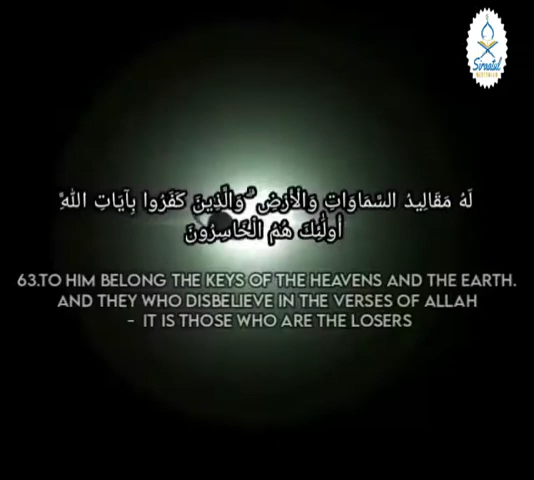 Siraatul
لَهُ مَقَالِيدُ السَّمَاوَاتِ وَالْأَرْضِ ۗ وَالَّذِينَ كَفَرُوا بِآيَاتِ اللَّهِ
أُولَٰئِكَ هُمُ الْخَاسِرُونَ
63.TO HIM BELONG THE KEYS OF THE HEAVENS AND THE EARTH.
AND THEY WHO DISBELIEVE IN THE VERSES OF ALLAH
- IT IS THOSE WHO ARE THE LOSERS